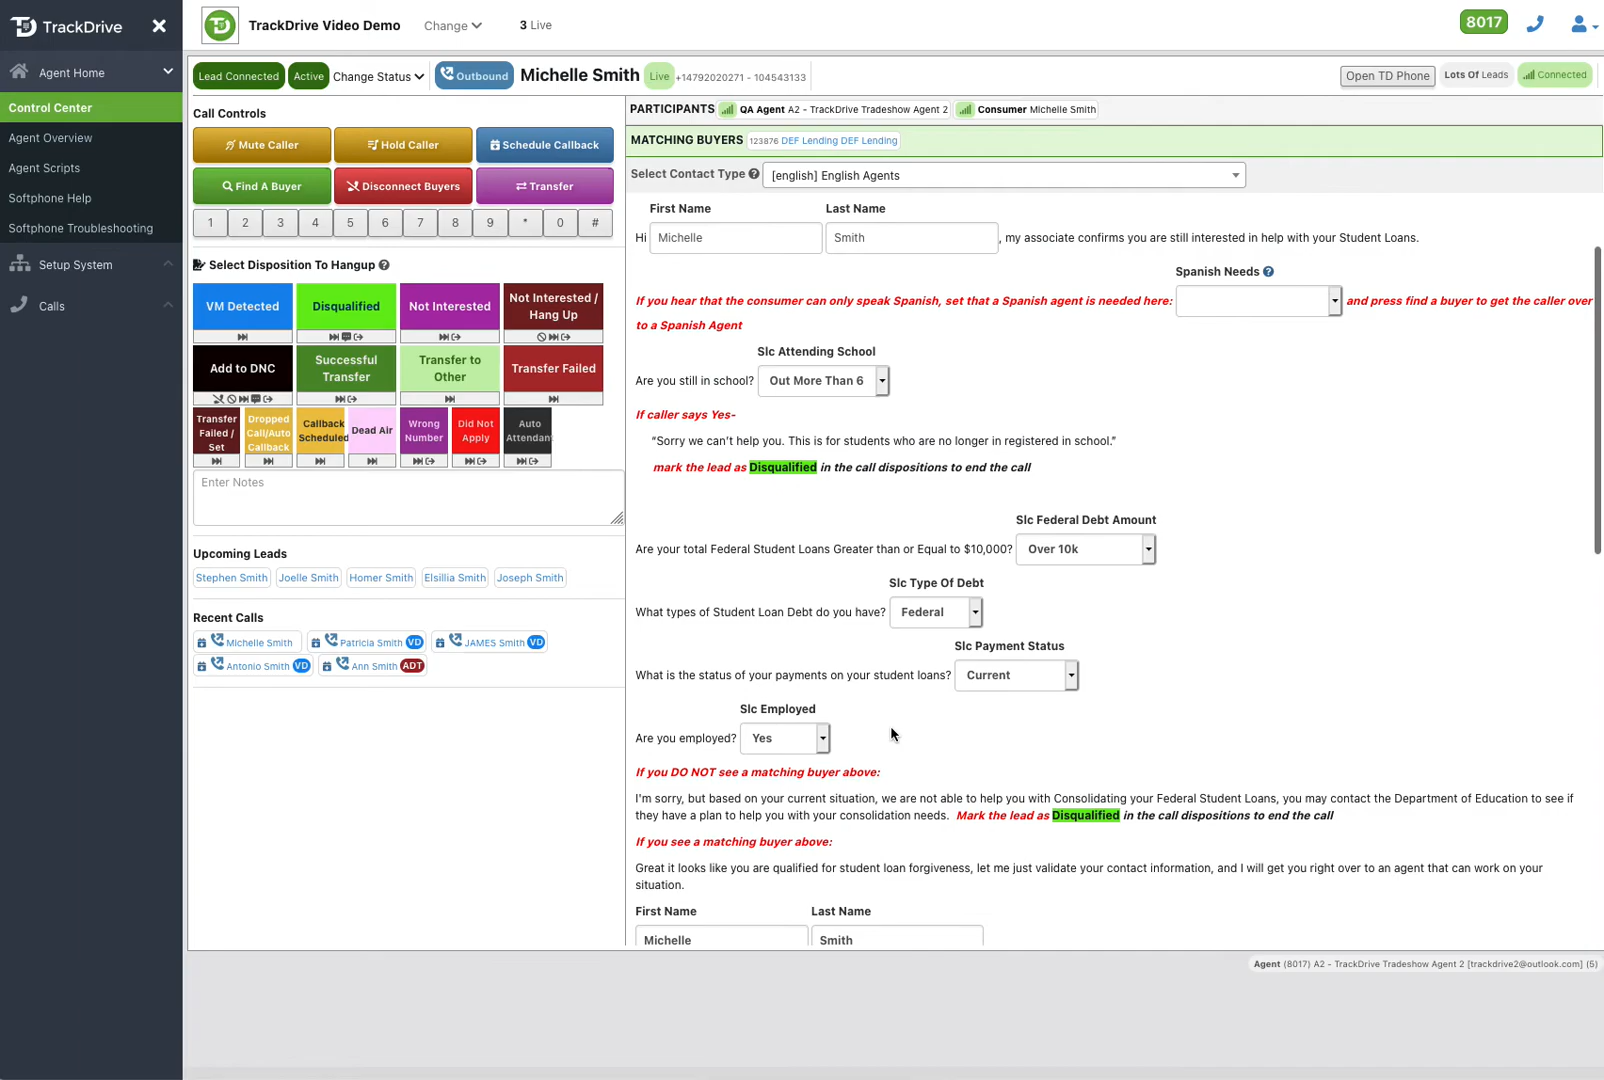 TrackDrive
TrackDrive Video Demo
Change
3 Live
8017
Agent Home
Control Center
Agent Overview
Agent Scripts
Softphone Help
Softphone Troubleshooting
Setup System
Calls
Lead Connected
Active
Change Status
Outbound
Michelle Smith
Live
+14792020271 - 104543133
Open TD Phone
Lots Of Leads
Connected
Call Controls
Mute Caller
Hold Caller
Schedule Callback
Find A Buyer
Disconnect Buyers
Transfer
1 2 3 4 5 6 7 8 9 * 0 #
Select Disposition To Hangup
VM Detected
Disqualified
Not Interested
Not Interested /
Hang Up
Add to DNC
Successful
Transfer
Transfer to
Other
Transfer Failed
Transfer
Failed /
Set
Dropped
Call/Auto
Callback
Callback
Scheduled
Dead Air
Wrong
Number
Did Not
Apply
Auto
Attendant
Enter Notes
Upcoming Leads
Stephen Smith
Joelle Smith
Homer Smith
Elsillia Smith
Joseph Smith
Recent Calls
Michelle Smith
Patricia Smith VD
JAMES Smith VD
Antonio Smith VD
Ann Smith ADT
PARTICIPANTS QA Agent A2 - TrackDrive Tradeshow Agent 2 Consumer Michelle Smith
MATCHING BUYERS 123876 DEF Lending DEF Lending
Select Contact Type [english] English Agents
First Name Last Name
Hi Michelle Smith , my associate confirms you are still interested in help with your Student Loans.
Spanish Needs
If you hear that the consumer can only speak Spanish, set that a Spanish agent is needed here: and press find a buyer to get the caller over
to a Spanish Agent
Slc Attending School
Are you still in school? Out More Than 6
If caller says Yes-
"Sorry we can't help you. This is for students who are no longer in registered in school."
mark the lead as Disqualified in the call dispositions to end the call
Slc Federal Debt Amount
Are your total Federal Student Loans Greater than or Equal to $10,000? Over 10k
Slc Type Of Debt
What types of Student Loan Debt do you have? Federal
Slc Payment Status
What is the status of your payments on your student loans? Current
Slc Employed
Are you employed? Yes
If you DO NOT see a matching buyer above:
I'm sorry, but based on your current situation, we are not able to help you with Consolidating your Federal Student Loans, you may contact the Department of Education to see if
they have a plan to help you with your consolidation needs. Mark the lead as Disqualified in the call dispositions to end the call
If you see a matching buyer above:
Great it looks like you are qualified for student loan forgiveness, let me just validate your contact information, and I will get you right over to an agent that can work on your
situation.
First Name Last Name
Michelle Smith
Agent (8017) A2 - TrackDrive Tradeshow Agent 2 [trackdrive2@outlook.com] (5)